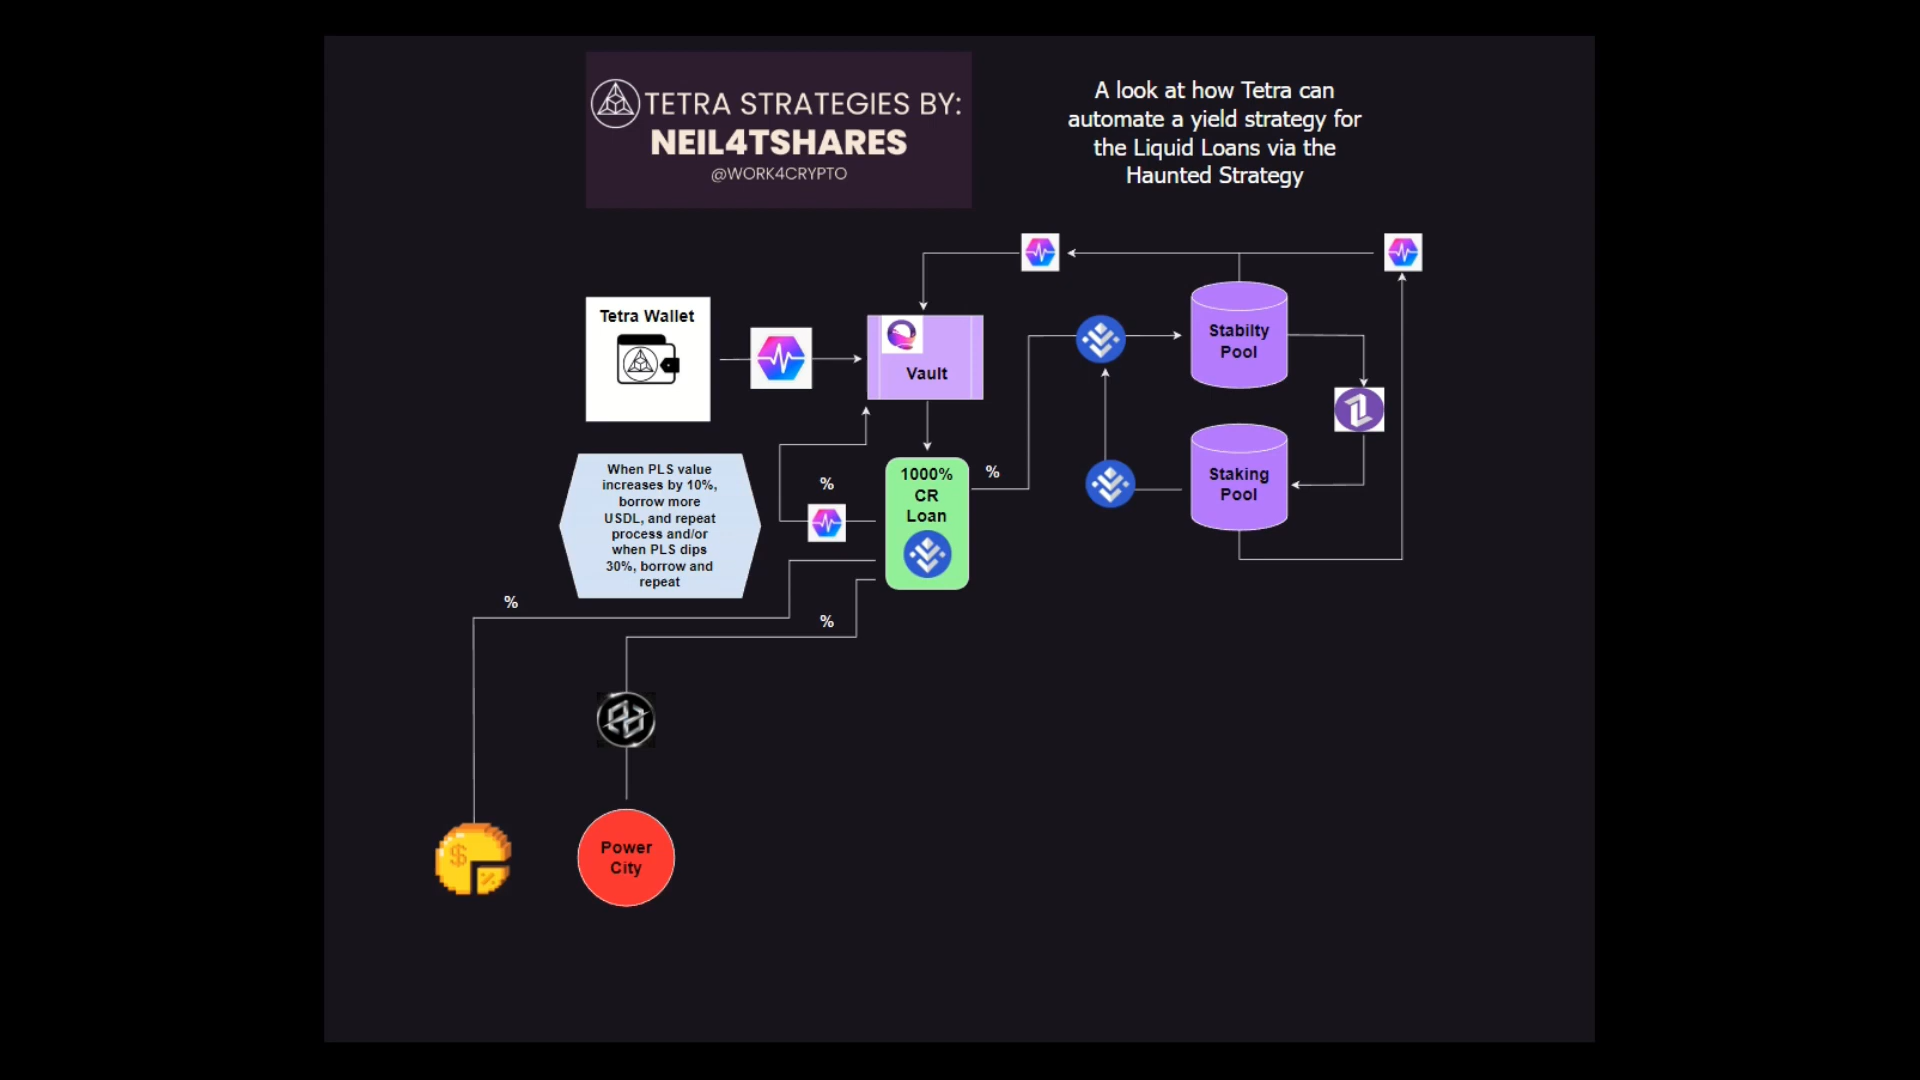 TETRA STRATEGIES BY:
NEIL4TSHARES
@WORK4CRYPTO
A look at how Tetra can
automate a yield strategy for
the Liquid Loans via the
Haunted Strategy
Tetra Wallet
Vault
Stabilty
Pool
When PLS value
increases by 10%,
borrow more
USDL, and repeat
process and/or
when PLS dips
30%, borrow and
repeat
%
1000%
CR
Loan
%
Staking
Pool
%
%
$
%
Power
City